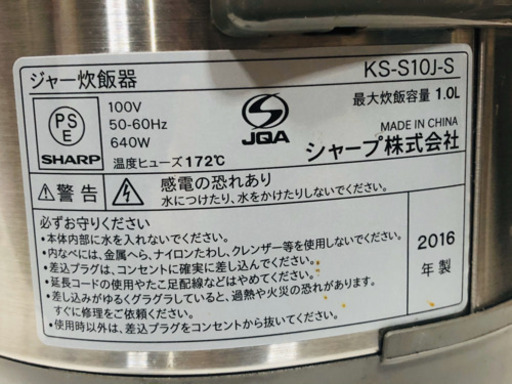 ジャー炊飯器
KS-S10J-S
PS
E
SHARP
100V
50-60Hz
640W
温度ヒューズ172℃
JQA
最大炊飯容量 1.0L
MADE IN CHINA
シャープ株式会社
⚠警告
感電の恐れあり
水につけたり、水をかけたりしないでください。
必ずお守りください
•本体内部に水を入れないでください。
•内なべには、金属へら、ナイロンたわし、クレンザー等を使用しないでください。
•差込プラグは、コンセントに確実に差し込んでください。
•延長コードの使用やたこ足配線などはやめてください。
•差し込みがゆるくグラグラしていると、過熱や火災の恐れがあります。
すぐに修理をご依頼ください。
•使用時以外は、差込プラグをコンセントから抜いてください。
2016
年製